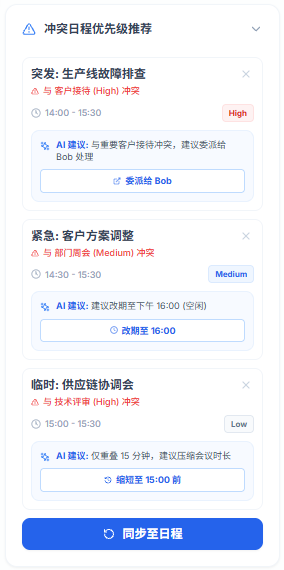 冲突日程优先级推荐
突发: 生产线故障排查
与 客户接待 (High) 冲突
14:00 - 15:30
High
AI 建议: 与重要客户接待冲突，建议委派给
Bob 处理
委派给 Bob
紧急: 客户方案调整
与 部门周会 (Medium) 冲突
14:30 - 15:30
Medium
AI 建议: 建议改期至下午 16:00 (空闲)
改期至 16:00
临时: 供应链协调会
与 技术评审 (High) 冲突
15:00 - 15:30
Low
AI 建议: 仅重叠 15 分钟，建议压缩会议时长
缩短至 15:00 前
同步至日程